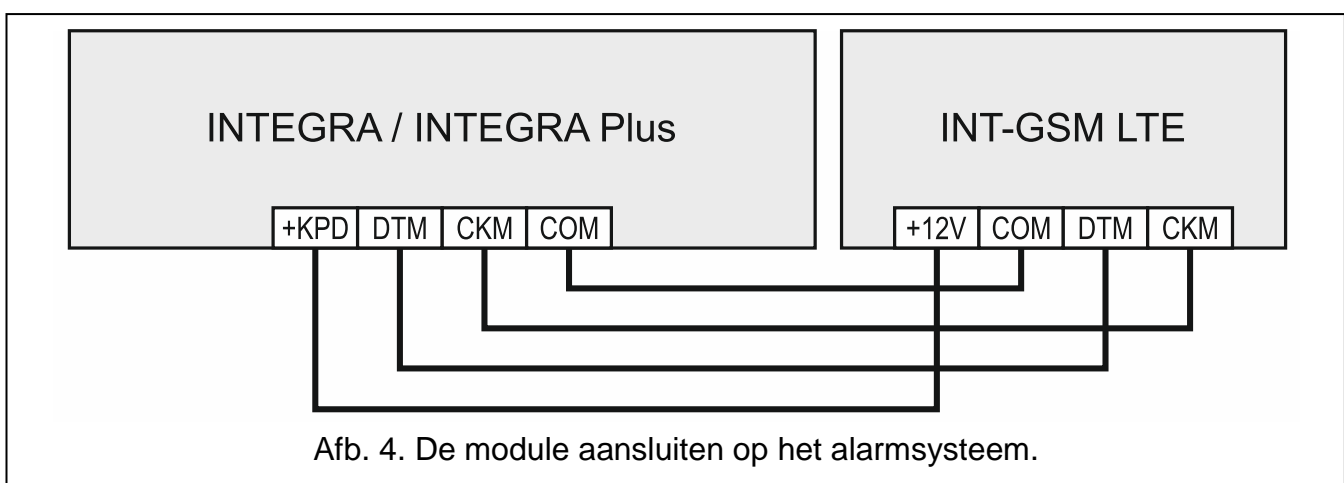 INTEGRA / INTEGRA Plus
INT-GSM LTE
+KPD DTM CKM COM
+12V COM DTM CKM
Afb. 4. De module aansluiten op het alarmsysteem.